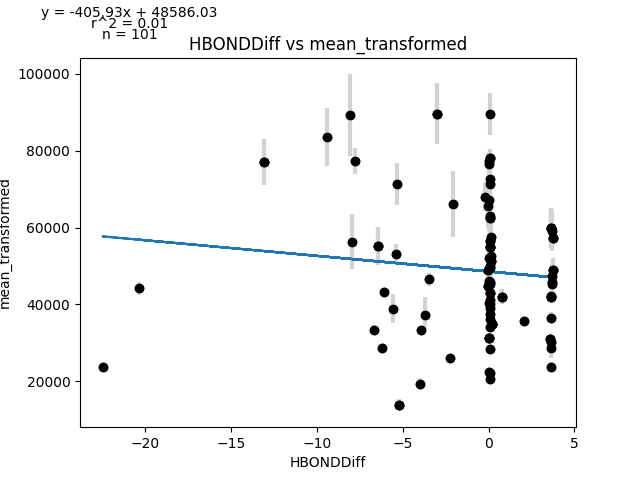 y = -405.93x + 48586.03
r^2 = 0.01
n = 101
HBONDDiff vs mean_transformed
100000
80000
60000
40000
20000
mean_transformed
−20
−15
−10
−5
0
5
HBONDDiff